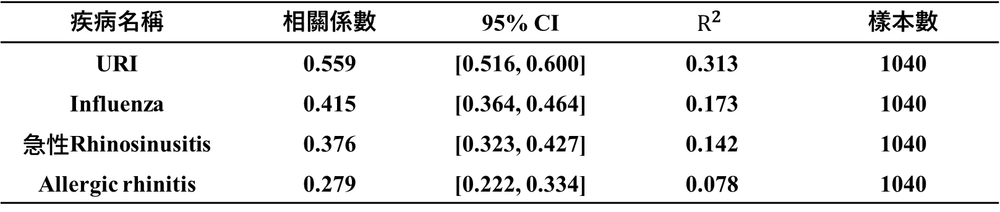 疾病名稱 相關係數 95% CI R² 樣本數
URI 0.559 [0.516, 0.600] 0.313 1040
Influenza 0.415 [0.364, 0.464] 0.173 1040
急性Rhinosinusitis 0.376 [0.323, 0.427] 0.142 1040
Allergic rhinitis 0.279 [0.222, 0.334] 0.078 1040